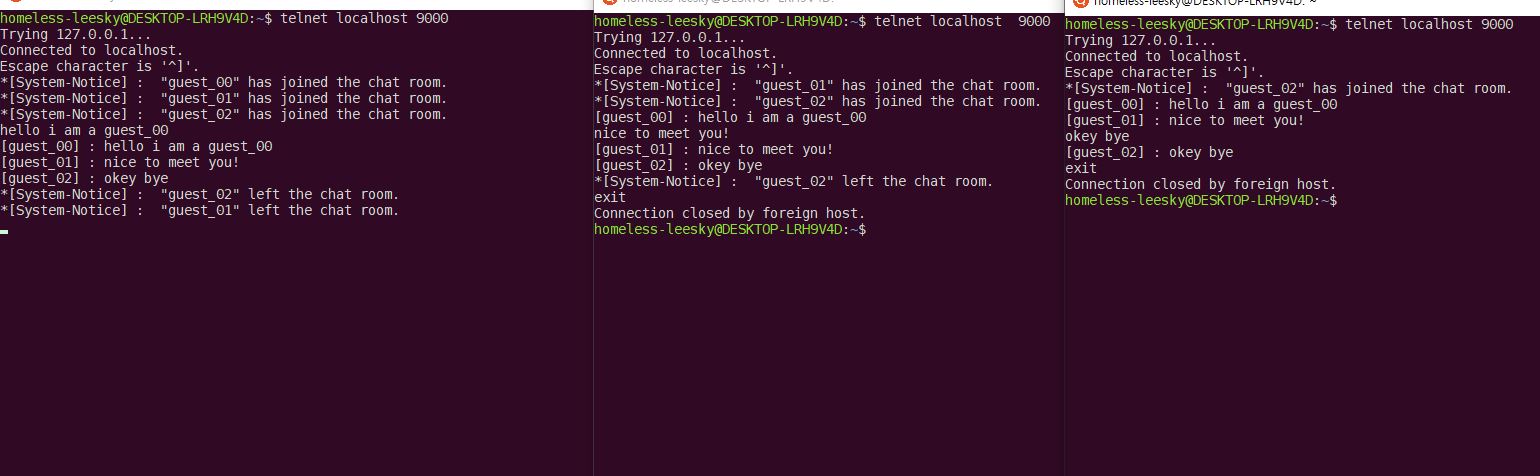 homeless-leesky@DESKTOP-LRH9V4D:~$ telnet localhost 9000
Trying 127.0.0.1...
Connected to localhost.
Escape character is '^]'.
*[System-Notice] :  "guest_00" has joined the chat room.
*[System-Notice] :  "guest_01" has joined the chat room.
*[System-Notice] :  "guest_02" has joined the chat room.
hello i am a guest_00
[guest_00] : hello i am a guest_00
[guest_01] : nice to meet you!
[guest_02] : okey bye
*[System-Notice] :  "guest_02" left the chat room.
*[System-Notice] :  "guest_01" left the chat room.
homeless-leesky@DESKTOP-LRH9V4D:
homeless-leesky@DESKTOP-LRH9V4D:~$ telnet localhost  9000
Trying 127.0.0.1...
Connected to localhost.
Escape character is '^]'.
*[System-Notice] :  "guest_01" has joined the chat room.
*[System-Notice] :  "guest_02" has joined the chat room.
[guest_00] : hello i am a guest_00
nice to meet you!
[guest_01] : nice to meet you!
[guest_02] : okey bye
*[System-Notice] :  "guest_02" left the chat room.
exit
Connection closed by foreign host.
homeless-leesky@DESKTOP-LRH9V4D:~$
homeless-leesky@DESKTOP-LRH9V4D: ~
homeless-leesky@DESKTOP-LRH9V4D:~$ telnet localhost 9000
Trying 127.0.0.1...
Connected to localhost.
Escape character is '^]'.
*[System-Notice] :  "guest_02" has joined the chat room.
[guest_00] : hello i am a guest_00
[guest_01] : nice to meet you!
okey bye
[guest_02] : okey bye
exit
Connection closed by foreign host.
homeless-leesky@DESKTOP-LRH9V4D:~$